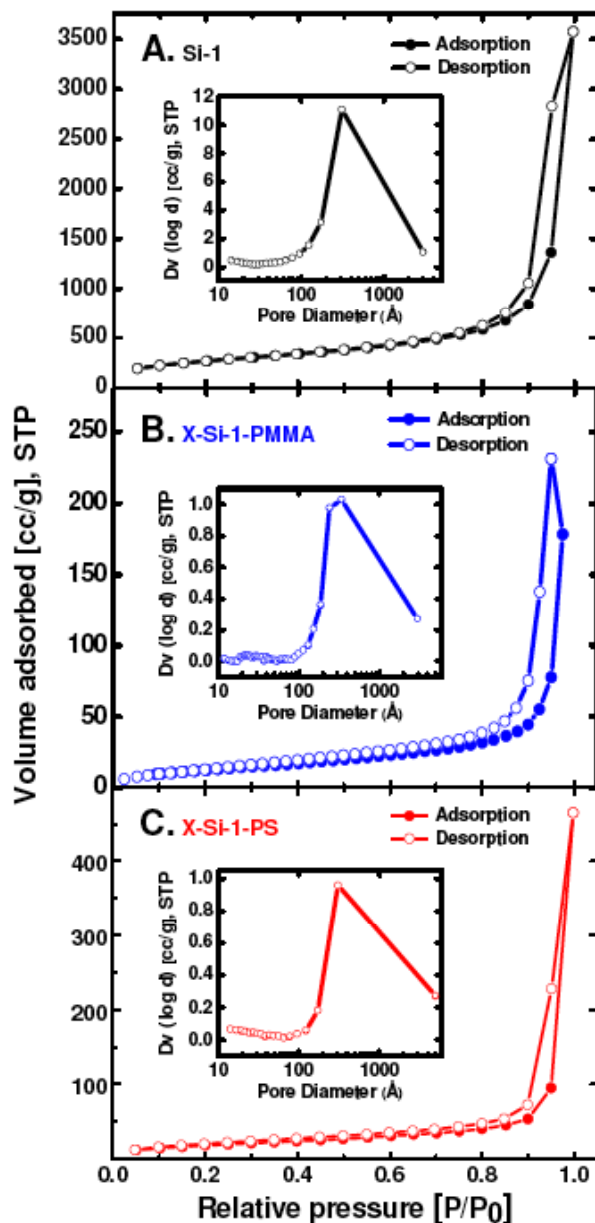 A. Si-1
Adsorption
Desorption
3500
3000
2500
2000
1500
1000
500
0
12
10
8
6
4
2
0
Dv (log d) [cc/g], STP
10 100 1000
Pore Diameter (Å)
B. X-Si-1-PMMA
Adsorption
Desorption
250
200
150
100
50
0
1.0
0.8
0.6
0.4
0.2
0.0
Dv (log d) [cc/g], STP
10 100 1000
Pore Diameter (Å)
Volume adsorbed [cc/g], STP
C. X-Si-1-PS
Adsorption
Desorption
400
300
200
100
1.0
0.8
0.6
0.4
0.2
0.0
Dv (log d) [cc/g], STP
10 100 1000
Pore Diameter (Å)
0.0 0.2 0.4 0.6 0.8 1.0
Relative pressure [P/P0]